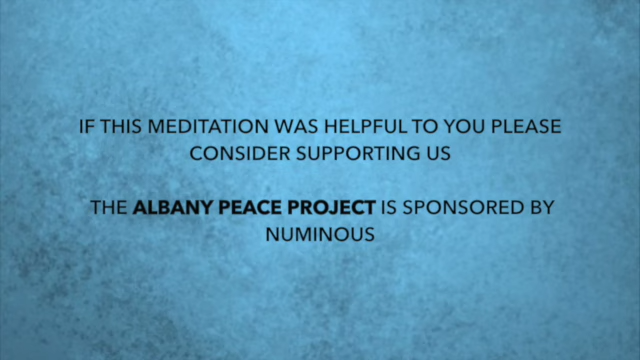 IF THIS MEDITATION WAS HELPFUL TO YOU PLEASE
CONSIDER SUPPORTING US
THE ALBANY PEACE PROJECT IS SPONSORED BY
NUMINOUS